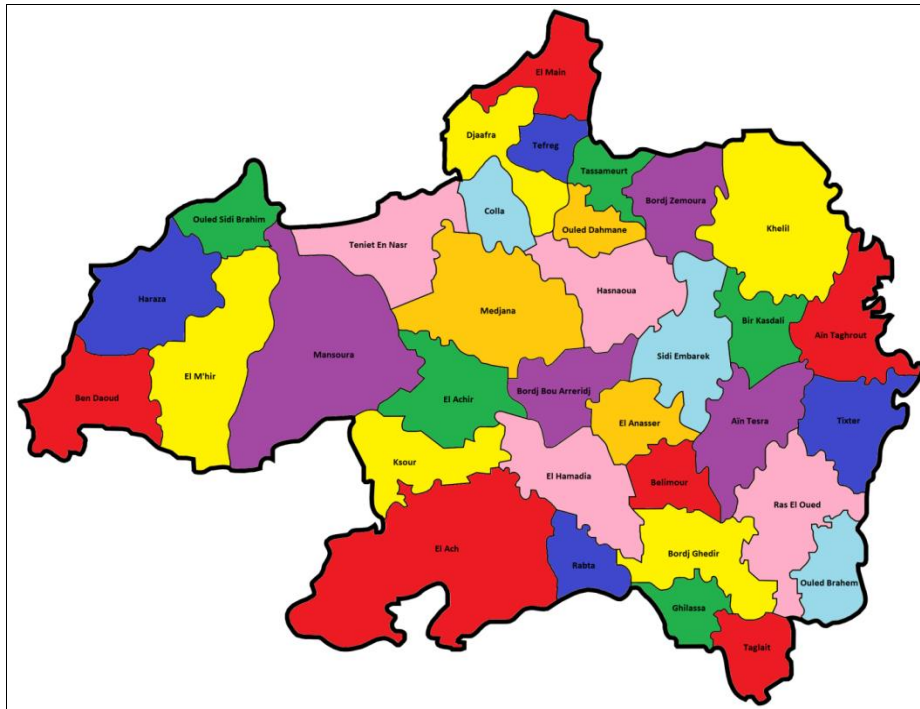 El Main
Djaafra
Tefreg
Tassameurt
Bordj Zemoura
Khelil
Ouled Sidi Brahim
Colla
Ouled Dahmane
Teniet En Nasr
Haraza
Medjana
Hasnaoua
Bir Kasdali
Aïn Taghrout
Mansoura
Sidi Embarek
El M'hir
Bordj Bou Arreridj
Ben Daoud
El Achir
El Anasser
Aïn Tesra
Tixter
Ksour
El Hamadia
Belimour
Ras El Oued
El Ach
Rabta
Bordj Ghedir
Ouled Brahem
Ghilassa
Taglait